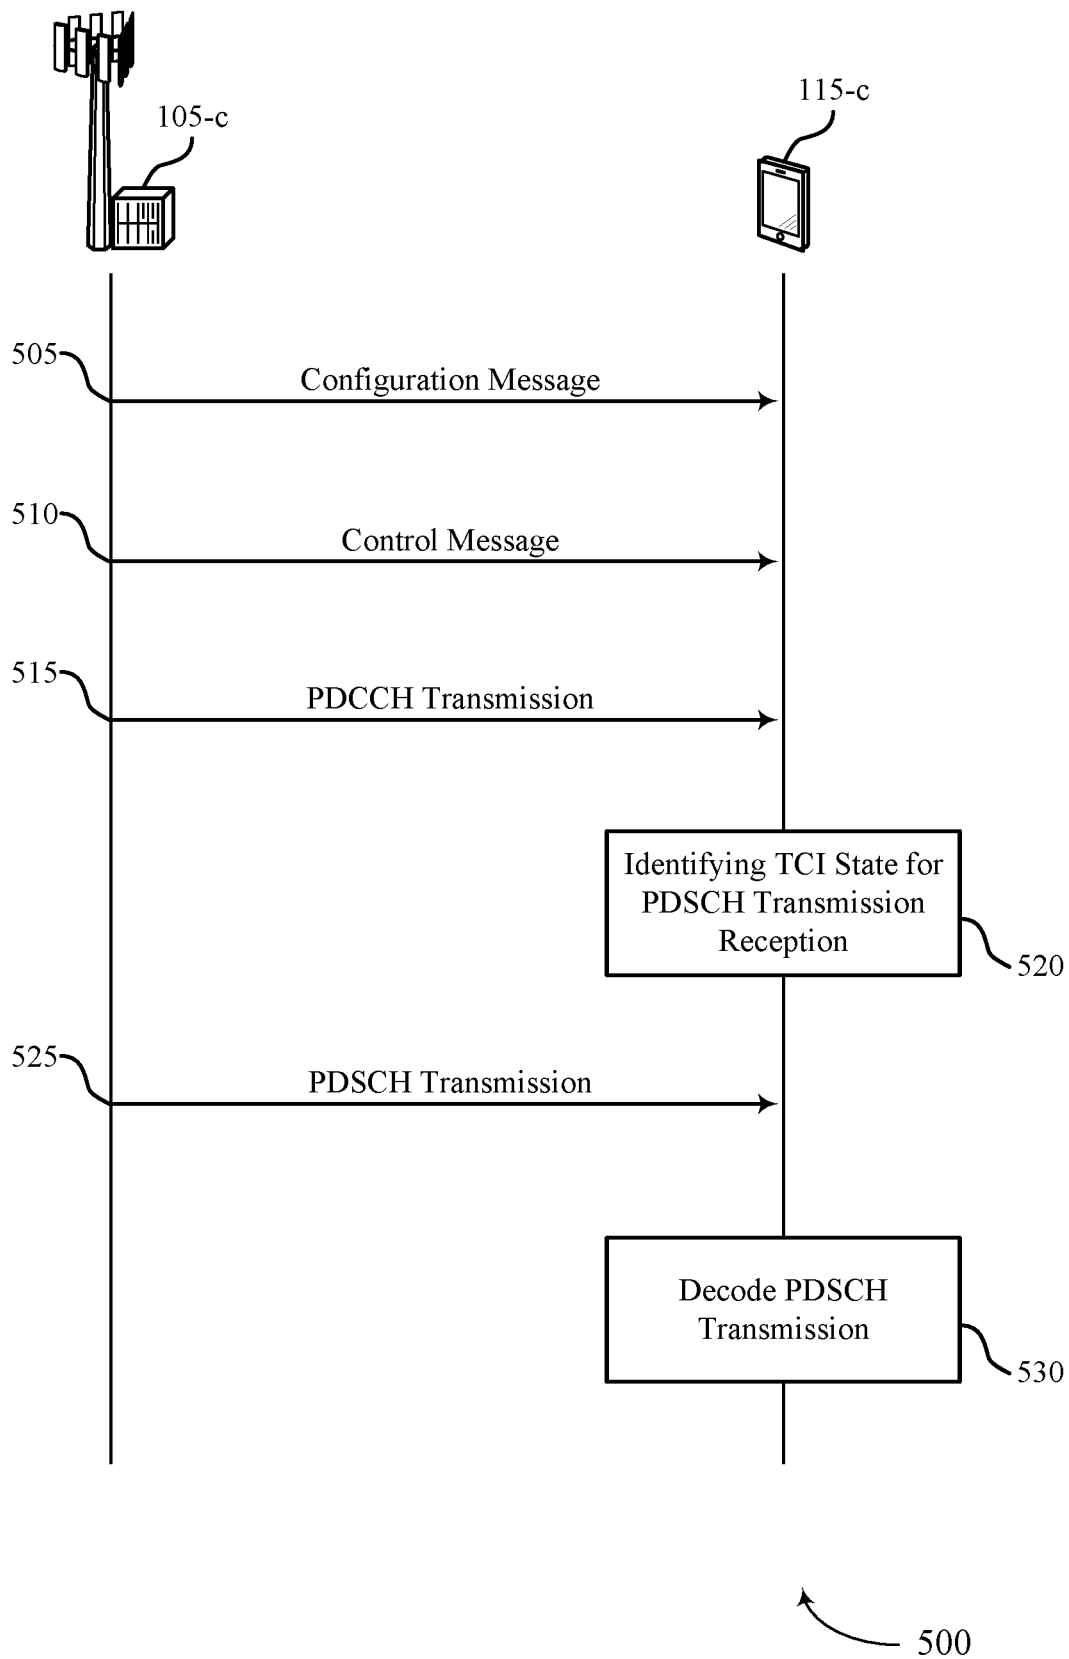 115-c
105-c
505
Configuration Message
510
Control Message
515
PDCCH Transmission
Identifying TCI State for
PDSCH Transmission
Reception
520
525
PDSCH Transmission
Decode PDSCH
Transmission
530
500